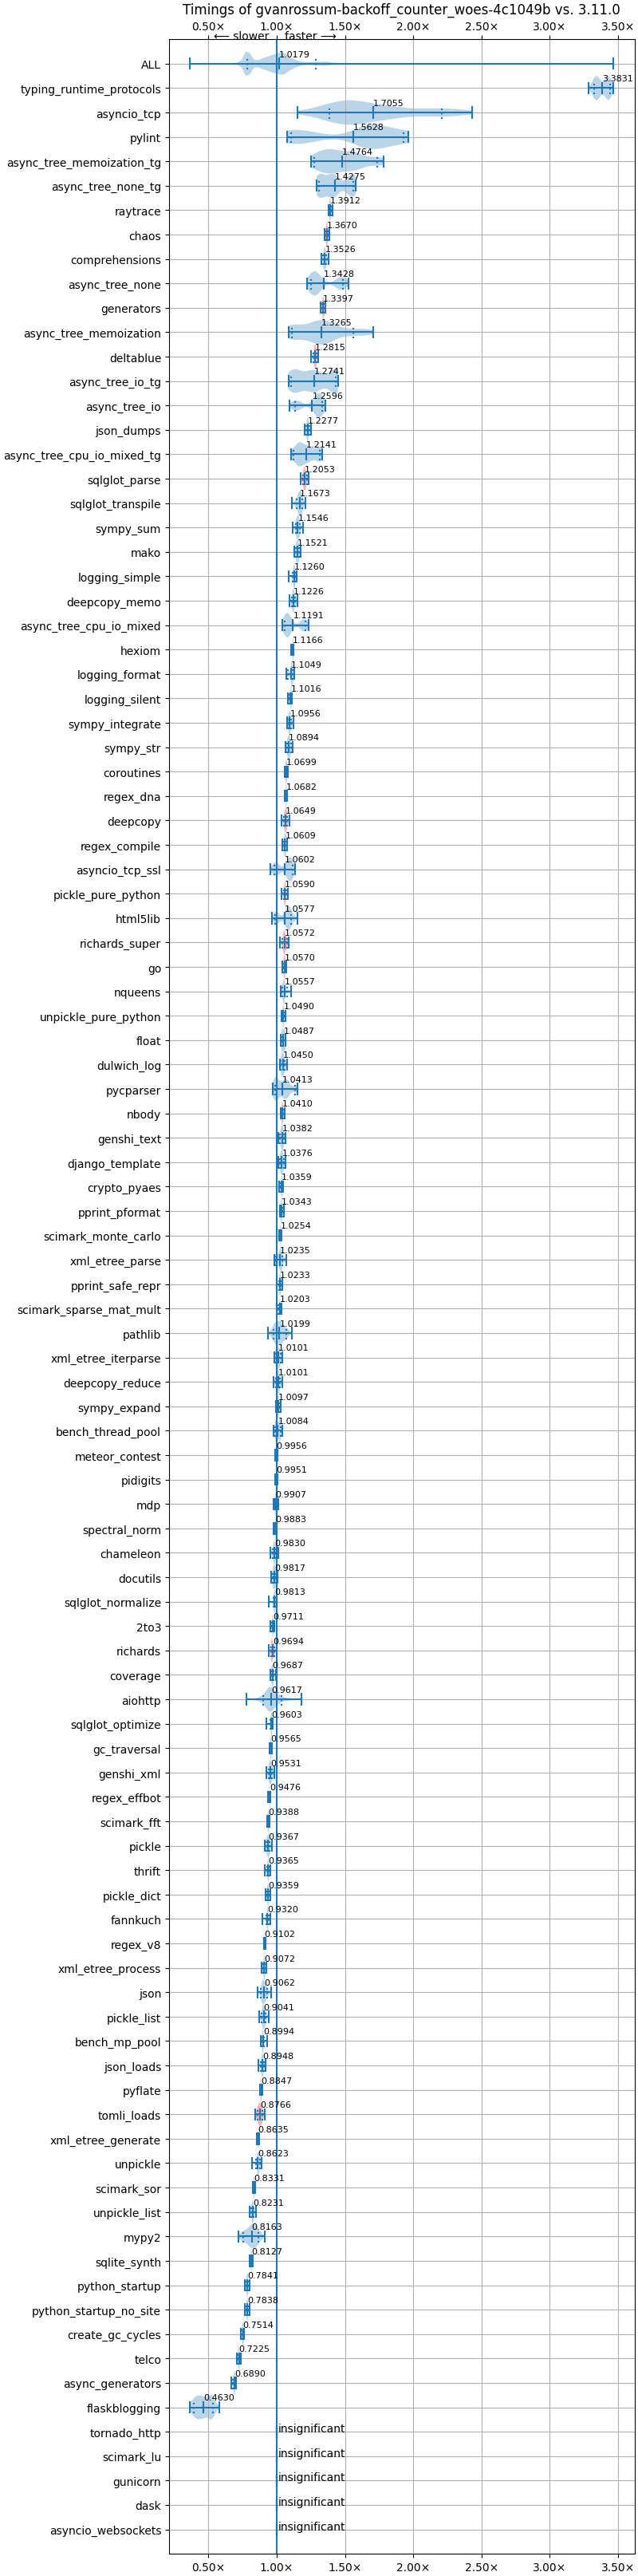 Timings of gvanrossum-backoff_counter_woes-4c1049b vs. 3.11.0
0.50× 1.00× 1.50× 2.00× 2.50× 3.00× 3.50×
⟵ slower faster ⟶
ALL 1.0179
typing_runtime_protocols 3.3831
asyncio_tcp 1.7055
pylint 1.5628
async_tree_memoization_tg 1.4764
async_tree_none_tg 1.4275
raytrace 1.3912
chaos 1.3670
comprehensions 1.3526
async_tree_none 1.3428
generators 1.3397
async_tree_memoization 1.3265
deltablue 1.2815
async_tree_io_tg 1.2741
async_tree_io 1.2596
json_dumps 1.2277
async_tree_cpu_io_mixed_tg 1.2141
sqlglot_parse 1.2053
sqlglot_transpile 1.1673
sympy_sum 1.1546
mako 1.1521
logging_simple 1.1260
deepcopy_memo 1.1226
async_tree_cpu_io_mixed 1.1191
hexiom 1.1166
logging_format 1.1049
logging_silent 1.1016
sympy_integrate 1.0956
sympy_str 1.0894
coroutines 1.0699
regex_dna 1.0682
deepcopy 1.0649
regex_compile 1.0609
asyncio_tcp_ssl 1.0602
pickle_pure_python 1.0590
html5lib 1.0577
richards_super 1.0572
go 1.0570
nqueens 1.0557
unpickle_pure_python 1.0490
float 1.0487
dulwich_log 1.0450
pycparser 1.0413
nbody 1.0410
genshi_text 1.0382
django_template 1.0376
crypto_pyaes 1.0359
pprint_pformat 1.0343
scimark_monte_carlo 1.0254
xml_etree_parse 1.0235
pprint_safe_repr 1.0233
scimark_sparse_mat_mult 1.0203
pathlib 1.0199
xml_etree_iterparse 1.0101
deepcopy_reduce 1.0101
sympy_expand 1.0097
bench_thread_pool 1.0084
meteor_contest 0.9956
pidigits 0.9951
mdp 0.9907
spectral_norm 0.9883
chameleon 0.9830
docutils 0.9817
sqlglot_normalize 0.9813
2to3 0.9711
richards 0.9694
coverage 0.9687
aiohttp 0.9617
sqlglot_optimize 0.9603
gc_traversal 0.9565
genshi_xml 0.9531
regex_effbot 0.9476
scimark_fft 0.9388
pickle 0.9367
thrift 0.9365
pickle_dict 0.9359
fannkuch 0.9320
regex_v8 0.9102
xml_etree_process 0.9072
json 0.9062
pickle_list 0.9041
bench_mp_pool 0.8994
json_loads 0.8948
pyflate 0.8847
tomli_loads 0.8766
xml_etree_generate 0.8635
unpickle 0.8623
scimark_sor 0.8331
unpickle_list 0.8231
mypy2 0.8163
sqlite_synth 0.8127
python_startup 0.7841
python_startup_no_site 0.7838
create_gc_cycles 0.7514
telco 0.7225
async_generators 0.6890
flaskblogging 0.4630
tornado_http insignificant
scimark_lu insignificant
gunicorn insignificant
dask insignificant
asyncio_websockets insignificant
0.50× 1.00× 1.50× 2.00× 2.50× 3.00× 3.50×